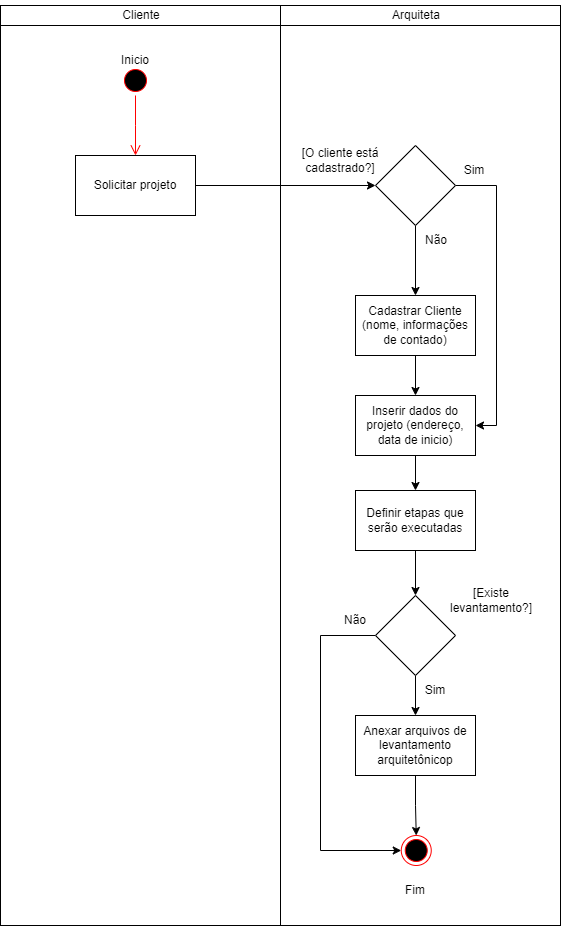 Cliente
Arquiteta
Inicio
Solicitar projeto
[O cliente está
cadastrado?]
Sim
Não
Cadastrar Cliente
(nome, informações
de contado)
Inserir dados do
projeto (endereço,
data de inicio)
Definir etapas que
serão executadas
[Existe
levantamento?]
Não
Sim
Anexar arquivos de
levantamento
arquitetônicop
Fim